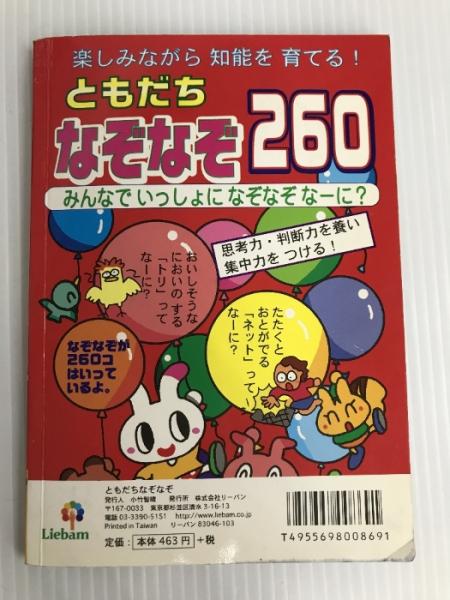 楽しみながら 知能を 育てる！
ともだち
なぞなぞ 260
みんなで いっしょに なぞなぞ なーに？
思考力・判断力を養い
集中力を つける！
おいしそうな
においの する
「トリ」って
なーに？
たたくと
おとがでる
「ネット」って
なーに？
なぞなぞが
260コ
はいって
いるよ。
ともだちなぞなぞ
発行人 小竹智晴 発行所 株式会社リーバン
〒167-0033 東京都杉並区清水 3-16-13
電話 03-3390-5151 http://www.liebam.co.jp
Printed in Taiwan リーバン 83046-103
Liebam
定価： 本体 463 円 +税
T4955698008691